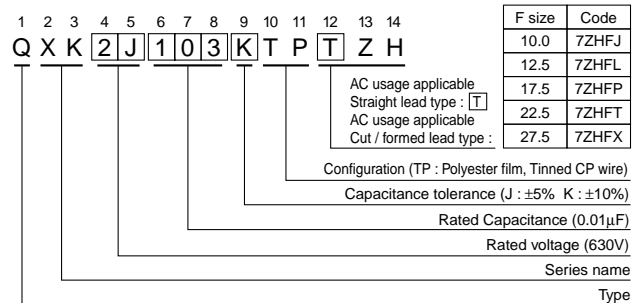 1 2 3 4 5 6 7 8 9 10 11 12 13 14
Q X K 2 J 1 0 3 K T P T Z H
AC usage applicable
Straight lead type : T
AC usage applicable
Cut / formed lead type :
F size Code
10.0 7ZHFJ
12.5 7ZHFL
17.5 7ZHFP
22.5 7ZHFT
27.5 7ZHFX
Configuration (TP : Polyester film, Tinned CP wire)
Capacitance tolerance (J : ±5% K : ±10%)
Rated Capacitance (0.01μF)
Rated voltage (630V)
Series name
Type